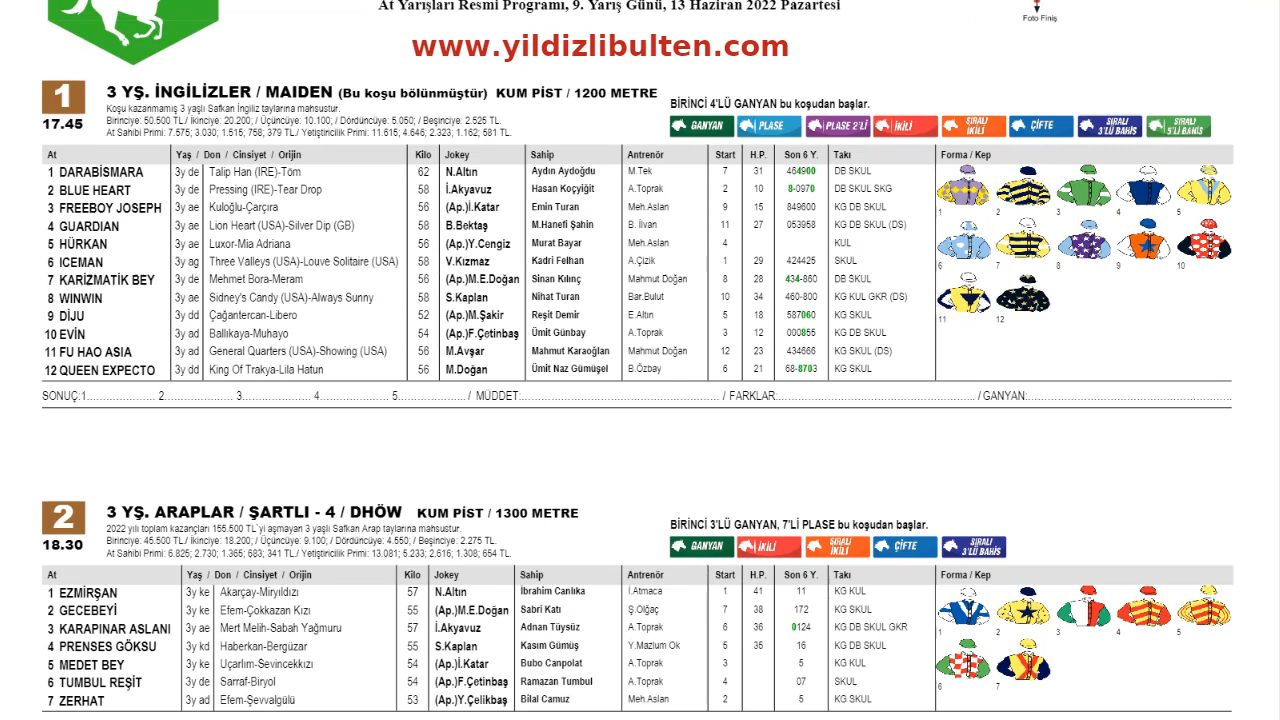 At Yarışları Resmi Programı, 9. Yarış Günü, 13 Haziran 2022 Pazartesi
Foto Finiş
www.yildizlibulten.com
1 3 YŞ. İNGİLİZLER / MAIDEN (Bu koşu bölünmüştür) KUM PİST / 1200 METRE
17.45
Koşu kazanmamış 3 yaşlı Safkan İngiliz taylarına mahsustur.
Birinciye: 50.500 TL./ İkinciye: 20.200; / Üçüncüye: 10.100; / Dördüncüye: 5.050; / Beşinciye: 2.525 TL.
At Sahibi Primi: 7.575; 3.030; 1.515; 758; 379 TL./ Yetiştiricilik Primi: 11.615; 4.646; 2.323; 1.162; 581 TL.
BİRİNCİ 4'LÜ GANYAN bu koşudan başlar.
GANYAN PLASE PLASE 2'Lİ İKİLİ SIRALI İKİLİ ÇİFTE SIRALI 3'LÜ BAHİS SIRALI 5'Lİ BAHİS
At Yaş / Don / Cinsiyet / Orijin Kilo Jokey Sahip Antrenör Start H.P. Son 6 Y. Takı Forma / Kep
1 DARABİSMARA 3y de Talip Han (IRE)-Töm 62 N.Altın Aydın Aydoğdu M.Tek 7 31 464900 DB SKUL
2 BLUE HEART 3y de Pressing (IRE)-Tear Drop 58 İ.Akyavuz Hasan Koçyiğit A.Toprak 2 10 8-0970 DB SKUL SKG
3 FREEBOY JOSEPH 3y ae Kuloğlu-Çarçıra 56 (Ap.)İ.Katar Emin Turan Meh.Aslan 9 15 849600 KG DB SKUL
4 GUARDIAN 3y ae Lion Heart (USA)-Silver Dip (GB) 58 B.Bektaş M.Hanefi Şahin B. İlvan 11 27 053958 KG DB SKUL (DS)
5 HÜRKAN 3y ae Luxor-Mia Adriana 56 (Ap.)Y.Cengiz Murat Bayar Meh.Aslan 4 KUL
6 ICEMAN 3y ag Three Valleys (USA)-Louve Solitaire (USA) 58 V.Kızmaz Kadri Felhan A.Çizik 1 29 424425 SKUL
7 KARİZMATİK BEY 3y de Mehmet Bora-Meram 56 (Ap.)M.E.Doğan Sinan Kılınç Mahmut Doğan 8 28 434-860 DB SKUL
8 WINWIN 3y ae Sidney's Candy (USA)-Always Sunny 58 S.Kaplan Nihat Turan Bar.Bulut 10 34 460-800 KG KUL GKR (DS)
9 DİJU 3y dd Çağantercan-Libero 52 (Ap.)M.Şakir Reşit Demir E.Altın 5 18 587060 KG SKUL
10 EVİN 3y ad Ballıkaya-Muhayo 54 (Ap.)F.Çetinbaş Ümit Günbay A.Toprak 3 12 000855 KG DB SKUL
11 FU HAO ASIA 3y ad General Quarters (USA)-Showing (USA) 56 M.Avşar Mahmut Karaoğlan Mahmut Doğan 12 23 434666 KG SKUL (DS)
12 QUEEN EXPECTO 3y dd King Of Trakya-Lila Hatun 56 M.Doğan Ümit Naz Gümüşel B.Özbay 6 21 68-8703 KG SKUL
1 2 3 4 5
6 7 8 9 10
11 12
SONUÇ:1..................... 2..................... 3..................... 4..................... 5..................... / MÜDDET:............................................................ / FARKLAR:............................................................ / GANYAN:............................................................
2 3 YŞ. ARAPLAR / ŞARTLI - 4 / DHÖW KUM PİST / 1300 METRE
18.30
2022 yılı toplam kazançları 155.500 TL`yi aşmayan 3 yaşlı Safkan Arap taylarına mahsustur.
Birinciye: 45.500 TL./ İkinciye: 18.200; / Üçüncüye: 9.100; / Dördüncüye: 4.550; / Beşinciye: 2.275 TL.
At Sahibi Primi: 6.825; 2.730; 1.365; 683; 341 TL./ Yetiştiricilik Primi: 13.081; 5.233; 2.616; 1.308; 654 TL.
BİRİNCİ 3'LÜ GANYAN, 7'Lİ PLASE bu koşudan başlar.
GANYAN İKİLİ SIRALI İKİLİ ÇİFTE SIRALI 3'LÜ BAHİS
At Yaş / Don / Cinsiyet / Orijin Kilo Jokey Sahip Antrenör Start H.P. Son 6 Y. Takı Forma / Kep
1 EZMİRŞAN 3y ke Akarçay-Miryıldızı 57 N.Altın İbrahim Canlıka İ.Atmaca 1 41 11 KG KUL
2 GECEBEYİ 3y ke Efem-Çokkazan Kızı 55 (Ap.)M.E.Doğan Sabri Katı Ş.Olğaç 7 38 172 KG SKUL
3 KARAPINAR ASLANI 3y ae Mert Melih-Sabah Yağmuru 57 İ.Akyavuz Adnan Tüysüz A.Toprak 6 36 0124 KG DB SKUL GKR
4 PRENSES GÖKSU 3y kd Haberkan-Bergüzar 55 S.Kaplan Kasım Gümüş Y.Mazlum Ok 5 35 16 KG DB SKUL
5 MEDET BEY 3y ke Uçarlım-Sevincekkızı 54 (Ap.)İ.Katar Bubo Canpolat A.Toprak 3 5 KG KUL
6 TUMBUL REŞİT 3y de Sarraf-Biryol 54 (Ap.)F.Çetinbaş Ramazan Tumbul A.Toprak 4 07 SKUL
7 ZERHAT 3y ad Efem-Şevvalgülü 53 (Ap.)Y.Çelikbaş Bilal Camuz Meh.Aslan 2 5 KG SKUL
1 2 3 4 5
6 7